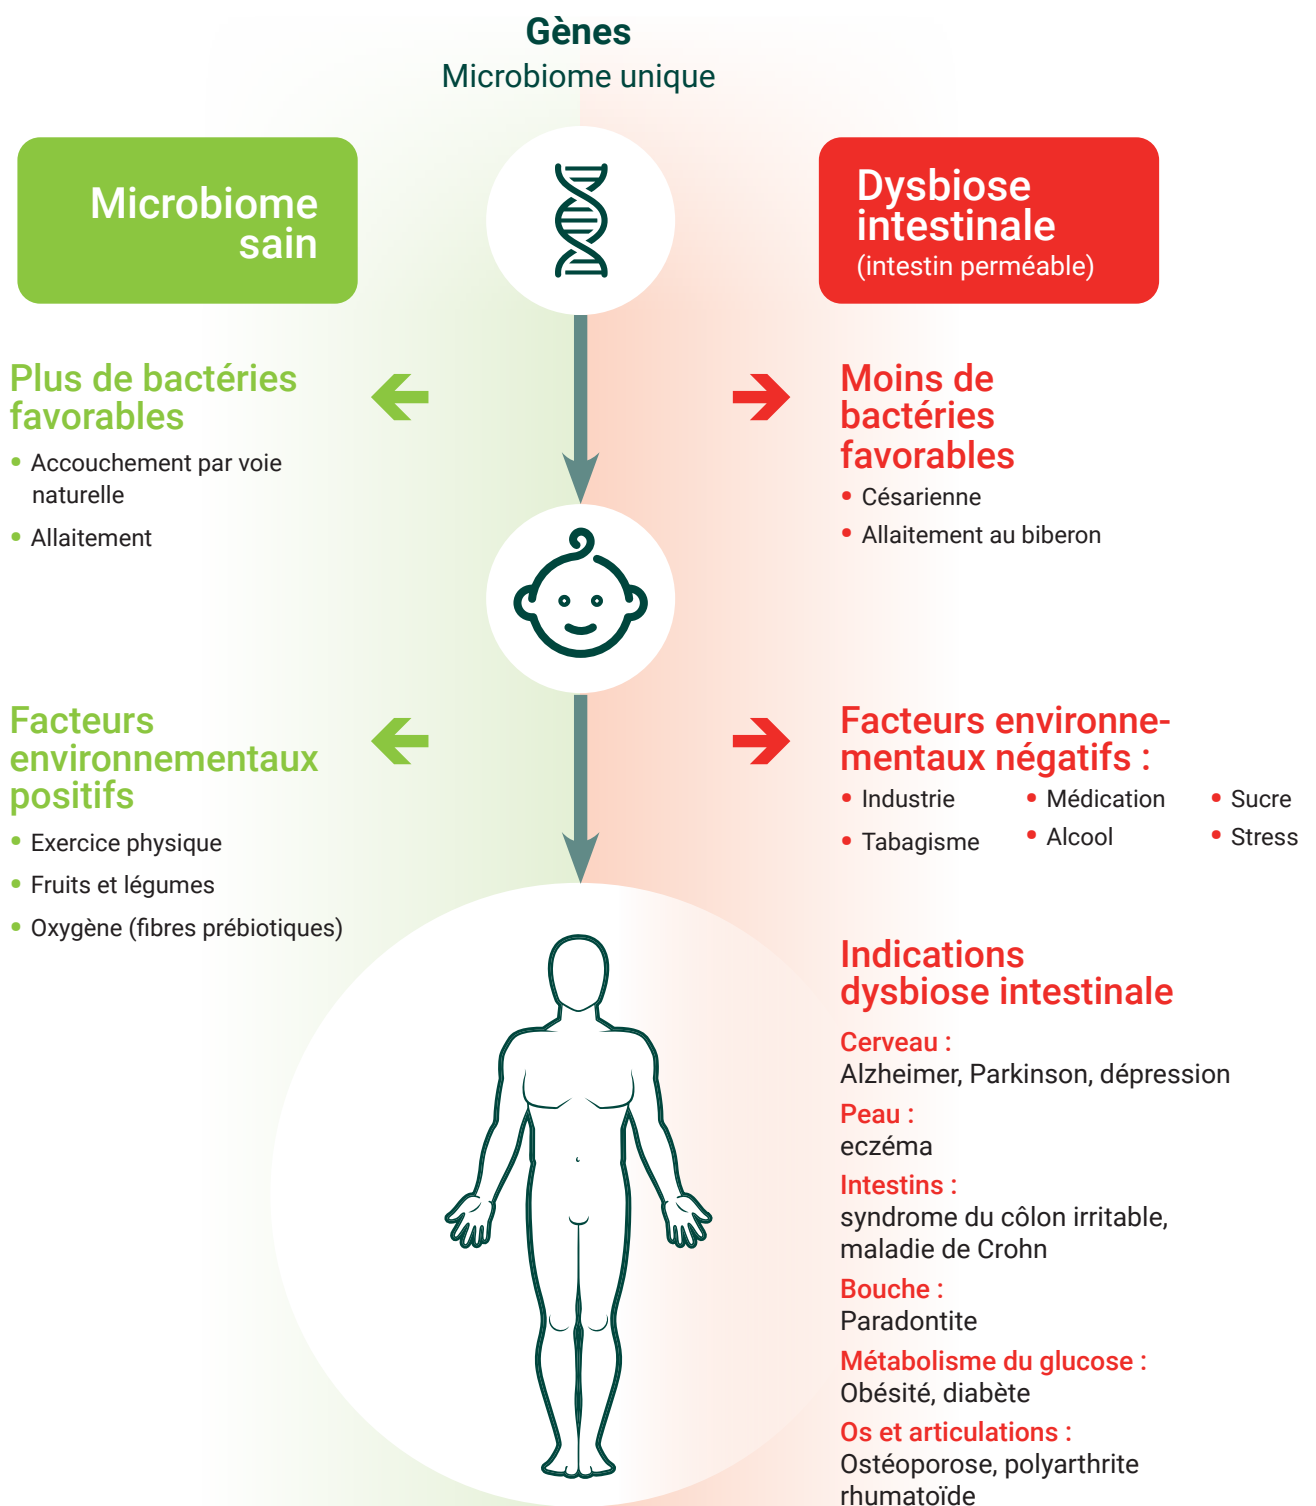 Gènes
Microbiome unique
Microbiome
sain
Dysbiose
intestinale
(intestin perméable)
Plus de bactéries
favorables
• Accouchement par voie
naturelle
• Allaitement
Moins de
bactéries
favorables
• Césarienne
• Allaitement au biberon
Facteurs
environnementaux
positifs
• Exercice physique
• Fruits et légumes
• Oxygène (fibres prébiotiques)
Facteurs environne-
mentaux négatifs :
• Industrie
• Tabagisme
• Médication
• Alcool
• Sucre
• Stress
Indications
dysbiose intestinale
Cerveau :
Alzheimer, Parkinson, dépression
Peau :
eczéma
Intestins :
syndrome du côlon irritable,
maladie de Crohn
Bouche :
Paradontite
Métabolisme du glucose :
Obésité, diabète
Os et articulations :
Ostéoporose, polyarthrite
rhumatoïde